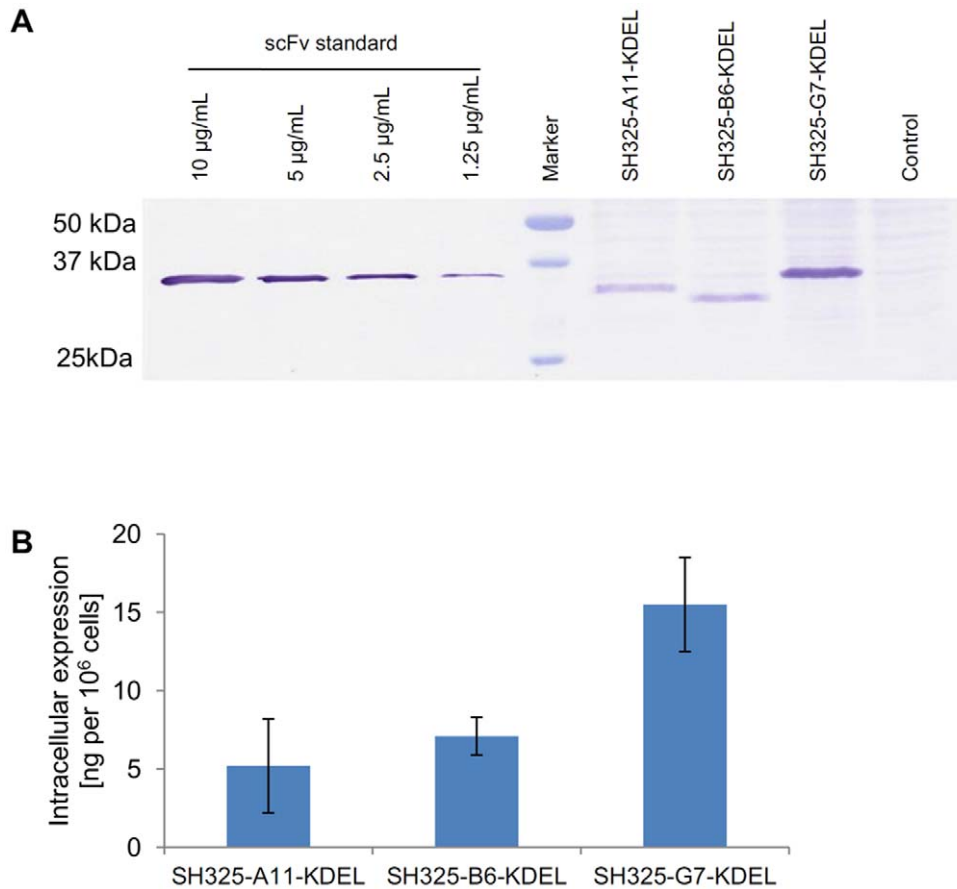 A
scFv standard
10 µg/mL
5 µg/mL
2.5 µg/mL
1.25 µg/mL
Marker
SH325-A11-KDEL
SH325-B6-KDEL
SH325-G7-KDEL
Control
50 kDa
37 kDa
25kDa
B
Intracellular expression
[ng per 10⁶ cells]
20
15
10
5
0
SH325-A11-KDEL
SH325-B6-KDEL
SH325-G7-KDEL